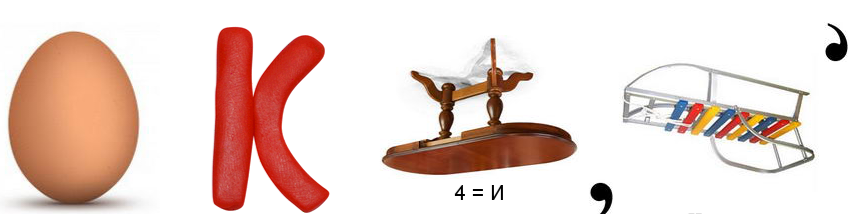 К
4 = И
,
,